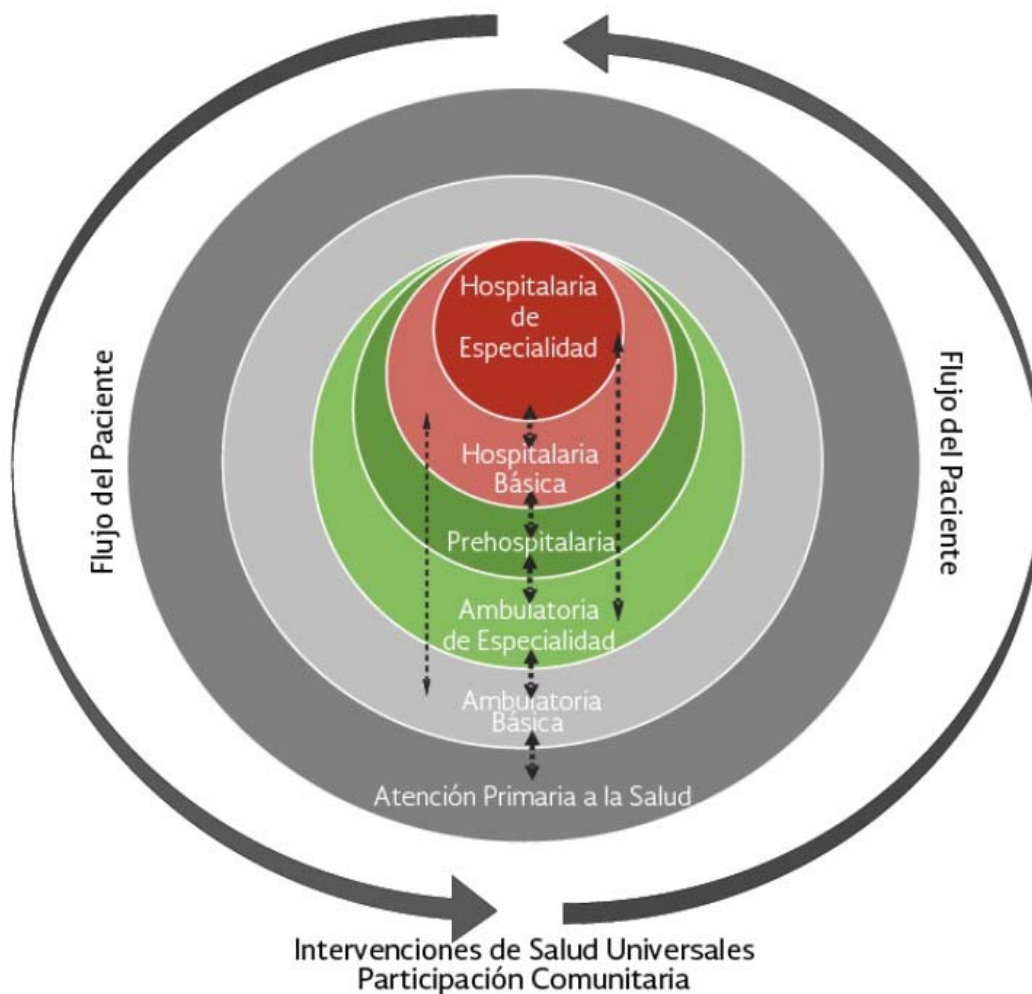 Hospitalaria
de
Especialidad
Hospitalaria
Básica
Prehospitalaria
Ambulatoria
de Especialidad
Ambulatoria
Básica
Atención Primaria a la Salud
Flujo del Paciente
Flujo del Paciente
Intervenciones de Salud Universales
Participación Comunitaria